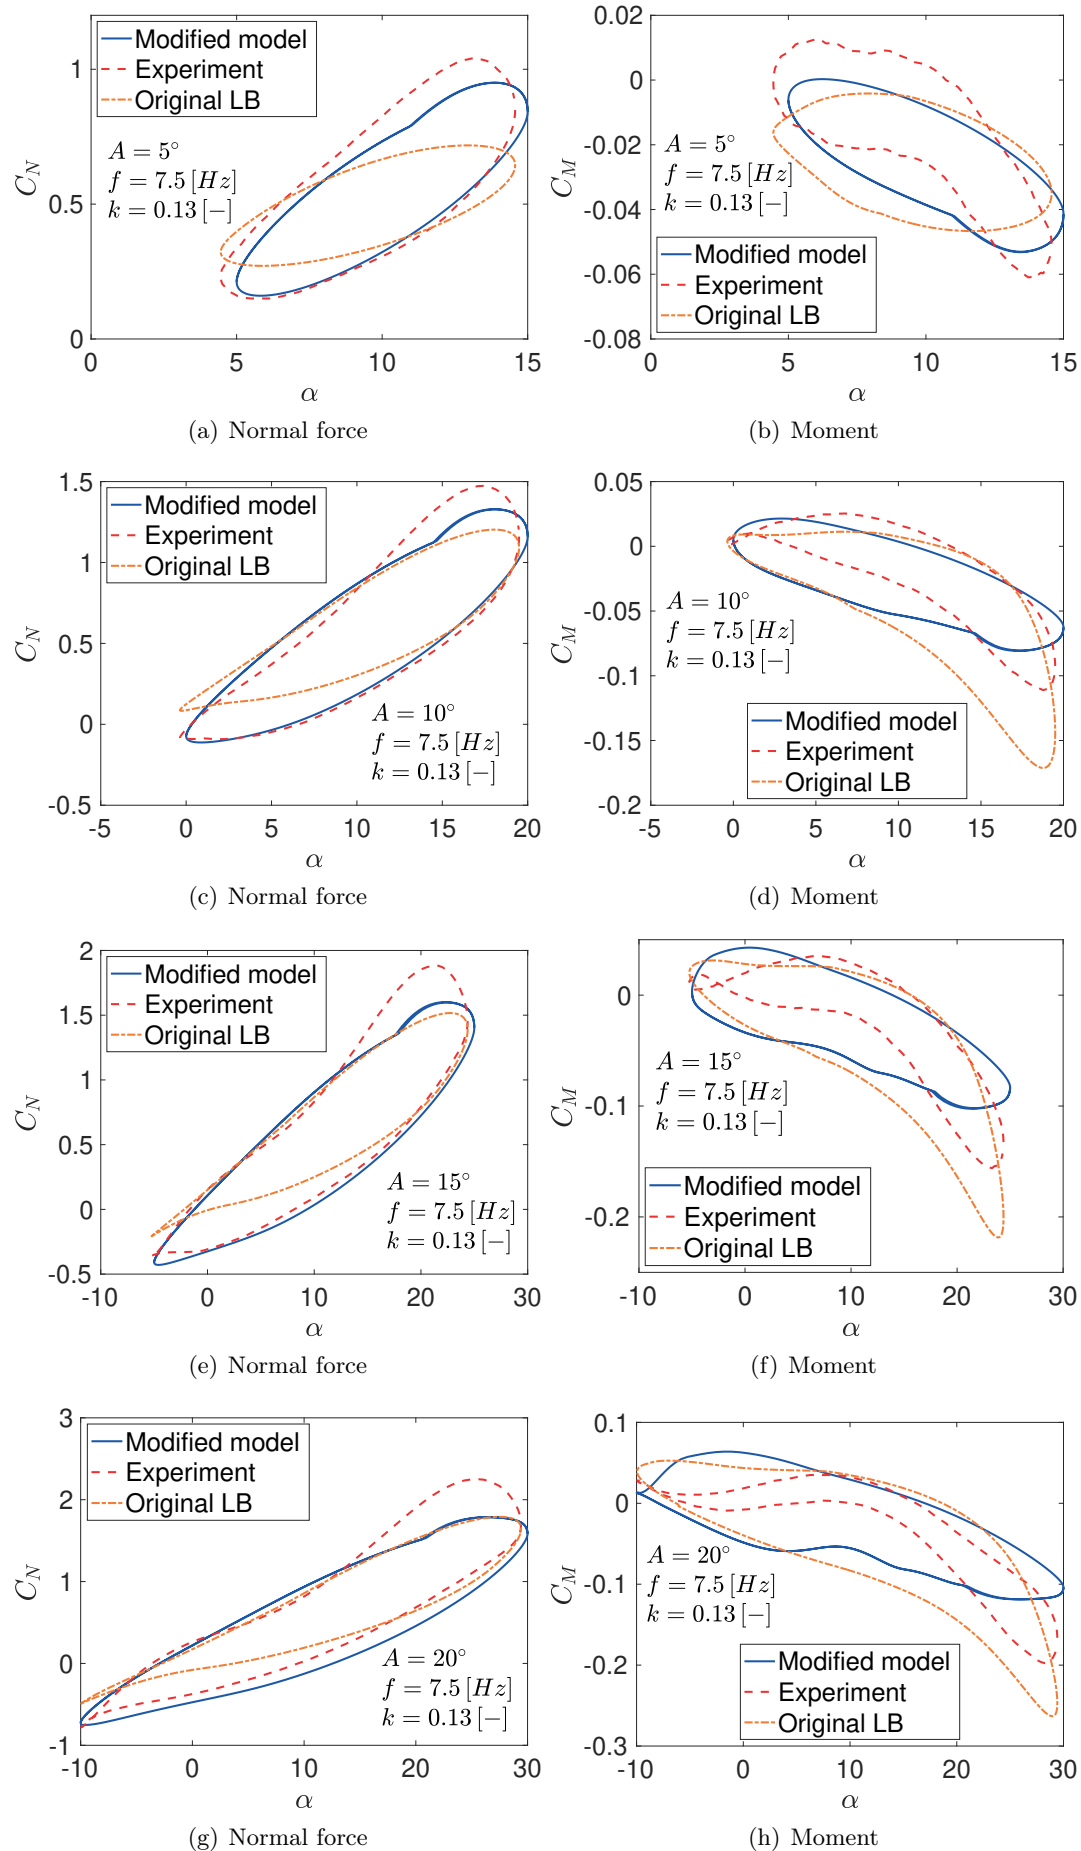 Modified model
Experiment
Original LB
A = 5°
f = 7.5 [Hz]
k = 0.13 [−]
C_N
1
0.5
0
0 5 10 15
α
(a) Normal force
0.02
0
-0.02
-0.04
-0.06
-0.08
C_M
A = 5°
f = 7.5 [Hz]
k = 0.13 [−]
Modified model
Experiment
Original LB
0 5 10 15
α
(b) Moment
1.5
1
0.5
0
-0.5
C_N
Modified model
Experiment
Original LB
A = 10°
f = 7.5 [Hz]
k = 0.13 [−]
-5 0 5 10 15 20
α
(c) Normal force
0.05
0
-0.05
-0.1
-0.15
-0.2
C_M
A = 10°
f = 7.5 [Hz]
k = 0.13 [−]
Modified model
Experiment
Original LB
-5 0 5 10 15 20
α
(d) Moment
2
1.5
1
0.5
0
-0.5
C_N
Modified model
Experiment
Original LB
A = 15°
f = 7.5 [Hz]
k = 0.13 [−]
-10 0 10 20 30
α
(e) Normal force
0
-0.1
-0.2
C_M
A = 15°
f = 7.5 [Hz]
k = 0.13 [−]
Modified model
Experiment
Original LB
-10 0 10 20 30
α
(f) Moment
3
2
1
0
-1
C_N
Modified model
Experiment
Original LB
A = 20°
f = 7.5 [Hz]
k = 0.13 [−]
-10 0 10 20 30
α
(g) Normal force
0.1
0
-0.1
-0.2
-0.3
C_M
A = 20°
f = 7.5 [Hz]
k = 0.13 [−]
Modified model
Experiment
Original LB
-10 0 10 20 30
α
(h) Moment